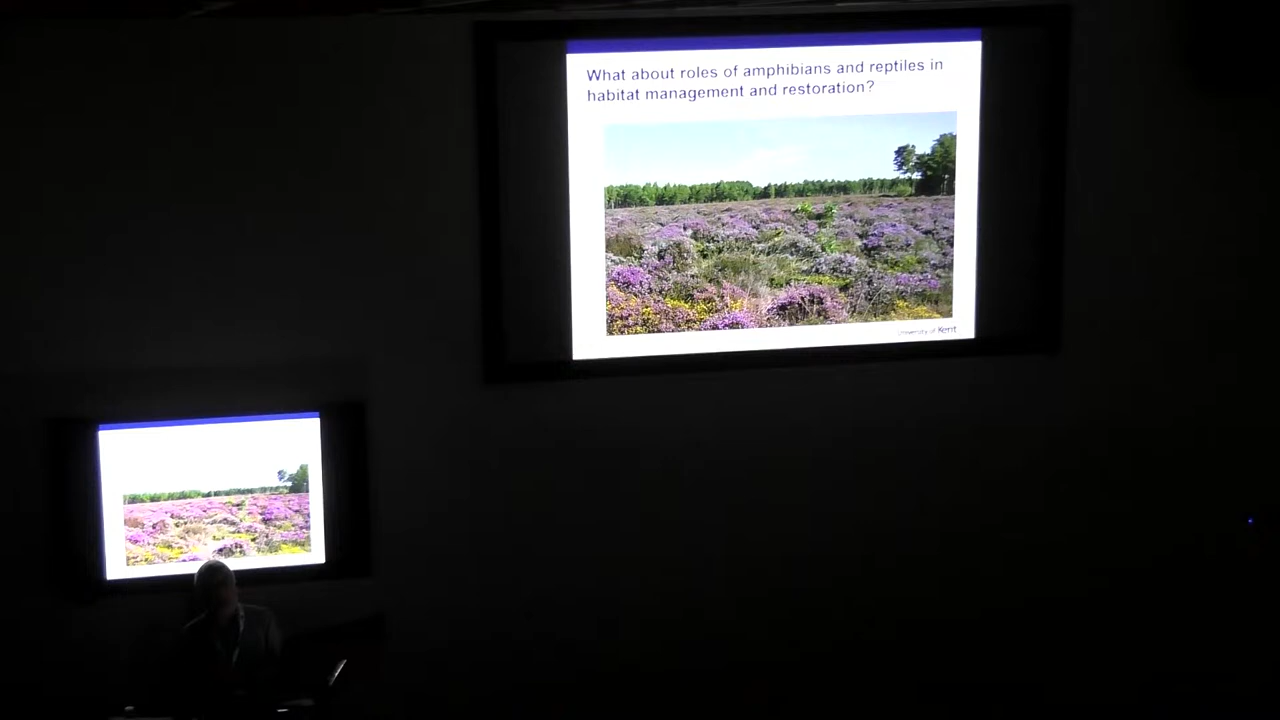 What about roles of amphibians and reptiles in
habitat management and restoration?
University of Kent